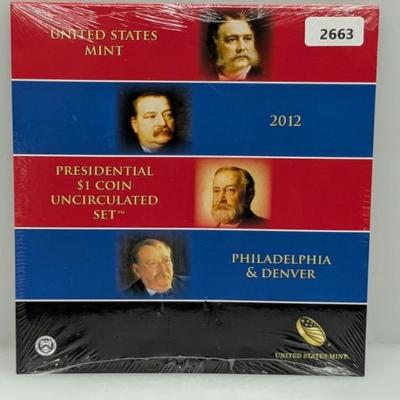 UNITED STATES
MINT
2663
2012
PRESIDENTIAL
$1 COIN
UNCIRCULATED
SET™
PHILADELPHIA
& DENVER
UNITED STATES MINT